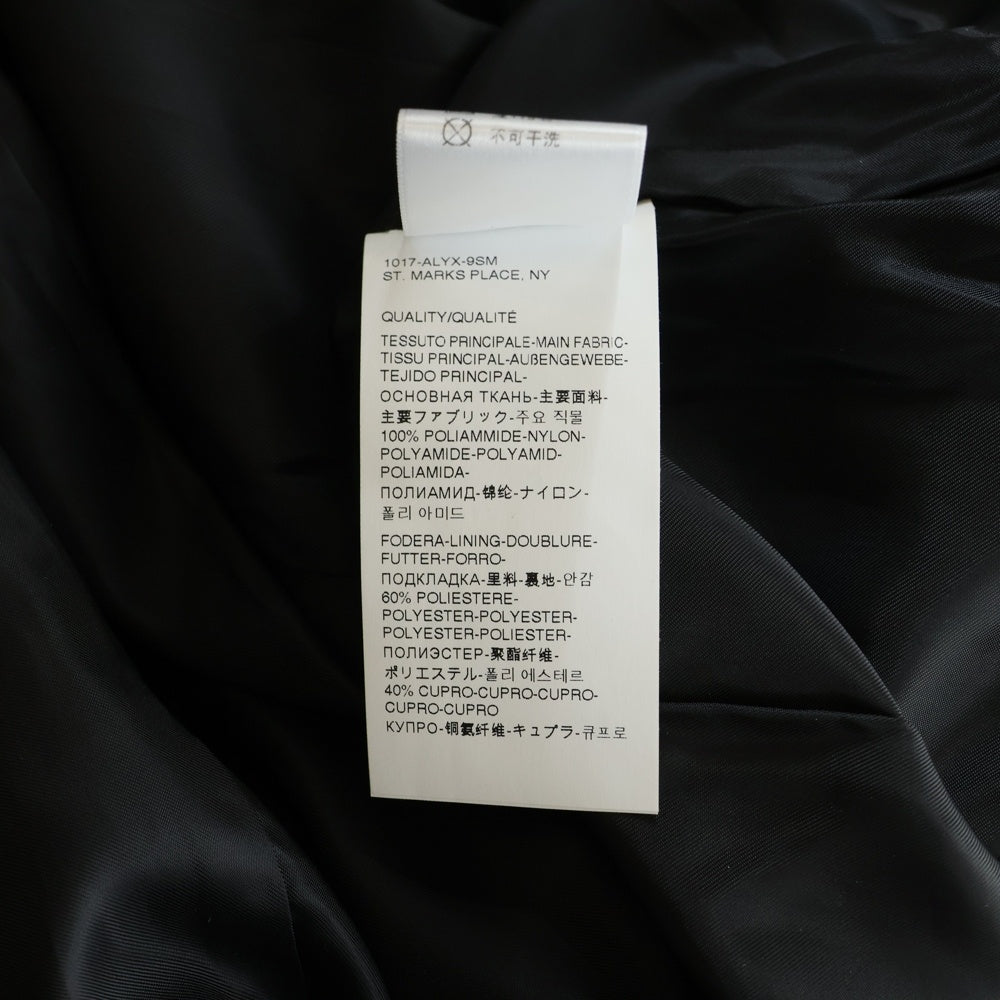 不可干洗
1017-ALYX-9SM
ST. MARKS PLACE, NY
QUALITY/QUALITÉ
TESSUTO PRINCIPALE-MAIN FABRIC-
TISSU PRINCIPAL-AUßENGEWEBE-
TEJIDO PRINCIPAL-
ОСНОВНАЯ ТКАНЬ-主要面料-
主要ファブリック-주요 직물
100% POLIAMMIDE-NYLON-
POLYAMIDE-POLYAMID-
POLIAMIDA-
ПОЛИАМИД-锦纶-ナイロン-
폴리 아미드
FODERA-LINING-DOUBLURE-
FUTTER-FORRO-
ПОДКЛАДКА-里料-裏地-안감
60% POLIESTERE-
POLYESTER-POLYESTER-
POLYESTER-POLIESTER-
ПОЛИЭСТЕР-聚酯纤维-
ポリエステル-폴리 에스테르
40% CUPRO-CUPRO-CUPRO-
CUPRO-CUPRO
КУПРО-铜氨纤维-キュプラ-큐프로